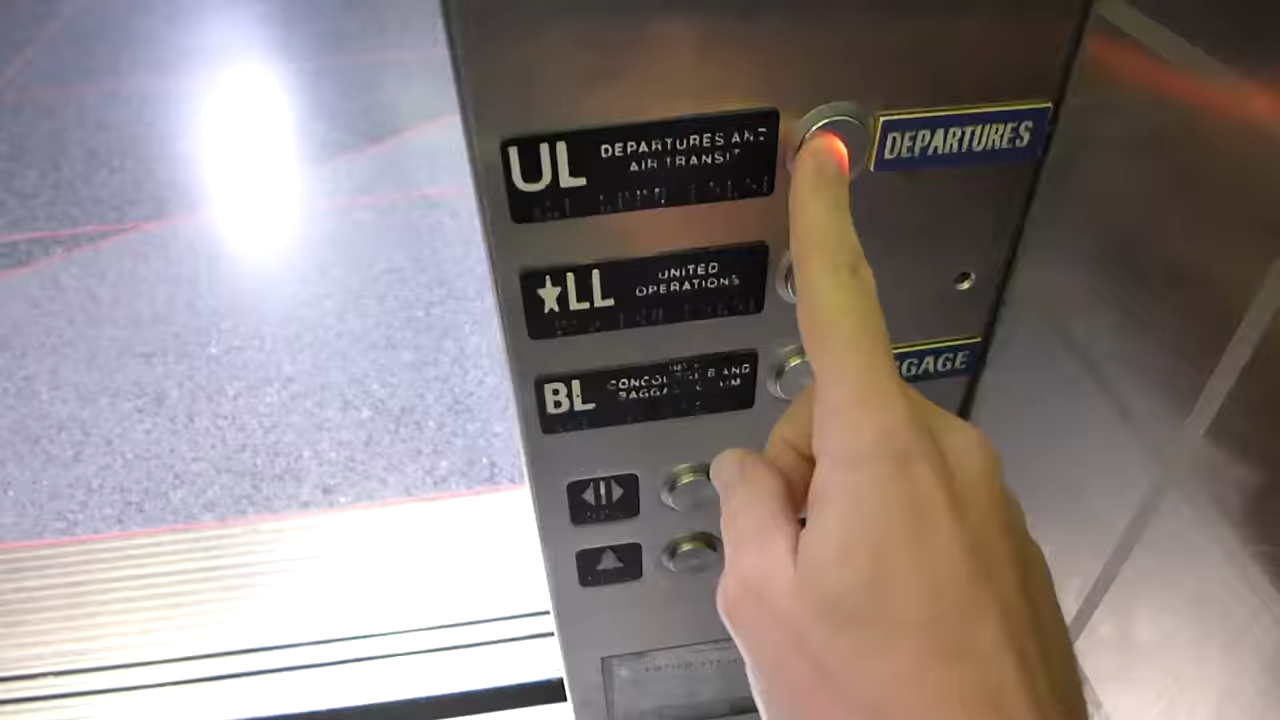 UL
DEPARTURES AND
AIR TRANSIT
DEPARTURES
★LL
UNITED
OPERATIONS
BL
CONCOURSE B AND
BAGGAGE CLAIM
GGAGE